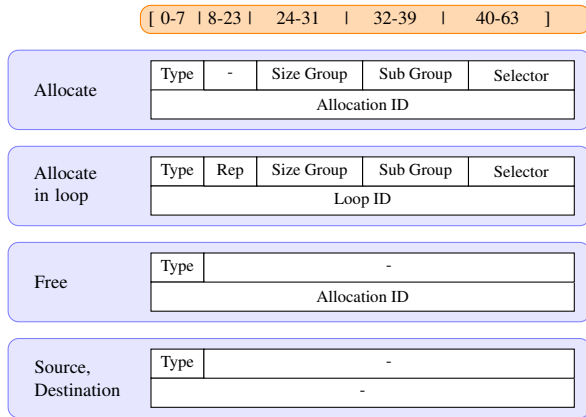 [ 0-7 | 8-23 | 24-31 | 32-39 | 40-63 ]
Allocate
Type - Size Group Sub Group Selector
Allocation ID
Allocate
in loop
Type Rep Size Group Sub Group Selector
Loop ID
Free
Type -
Allocation ID
Source,
Destination
Type -
-